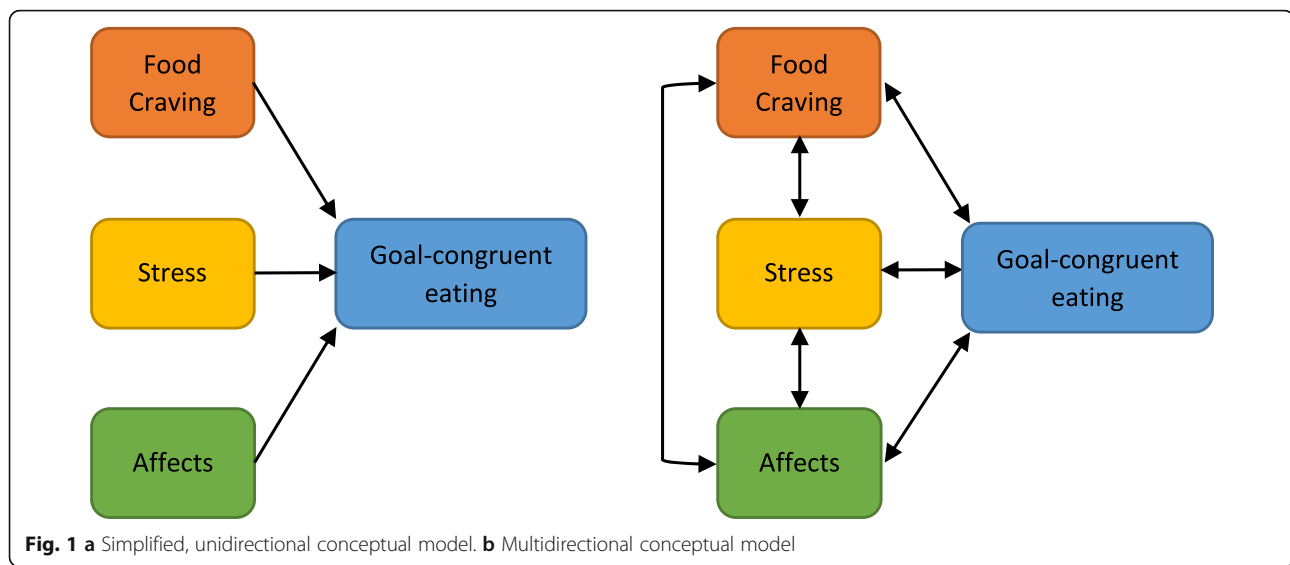 Food
Craving
Stress
Affects
Goal-congruent
eating
Food
Craving
Stress
Affects
Goal-congruent
eating
Fig. 1 a Simplified, unidirectional conceptual model. b Multidirectional conceptual model